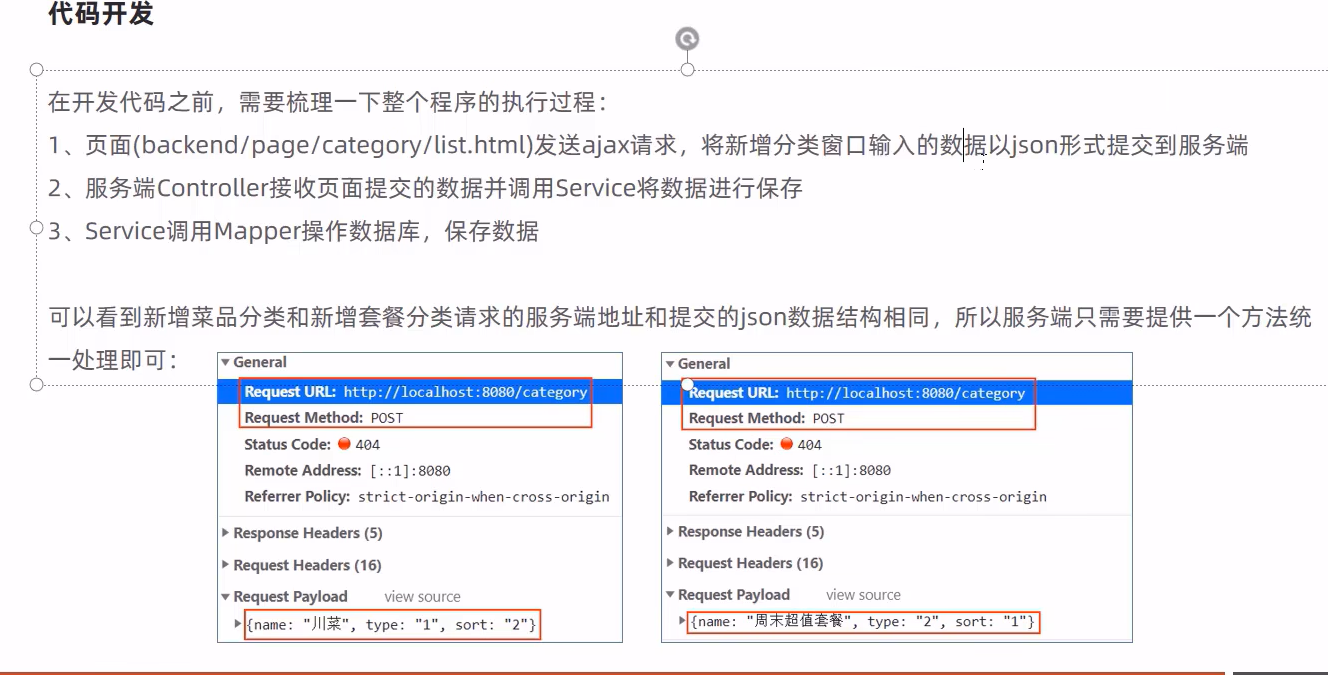 代码开发
在开发代码之前，需要梳理一下整个程序的执行过程：
1、页面(backend/page/category/list.html)发送ajax请求，将新增分类窗口输入的数据以json形式提交到服务端
2、服务端Controller接收页面提交的数据并调用Service将数据进行保存
3、Service调用Mapper操作数据库，保存数据
可以看到新增菜品分类和新增套餐分类请求的服务端地址和提交的json数据结构相同，所以服务端只需要提供一个方法统
一处理即可：
General
Request URL: http://localhost:8080/category
Request Method: POST
Status Code: 404
Remote Address: [::1]:8080
Referrer Policy: strict-origin-when-cross-origin
Response Headers (5)
Request Headers (16)
Request Payload view source
{name: "川菜", type: "1", sort: "2"}
General
Request URL: http://localhost:8080/category
Request Method: POST
Status Code: 404
Remote Address: [::1]:8080
Referrer Policy: strict-origin-when-cross-origin
Response Headers (5)
Request Headers (16)
Request Payload view source
{name: "周末超值套餐", type: "2", sort: "1"}